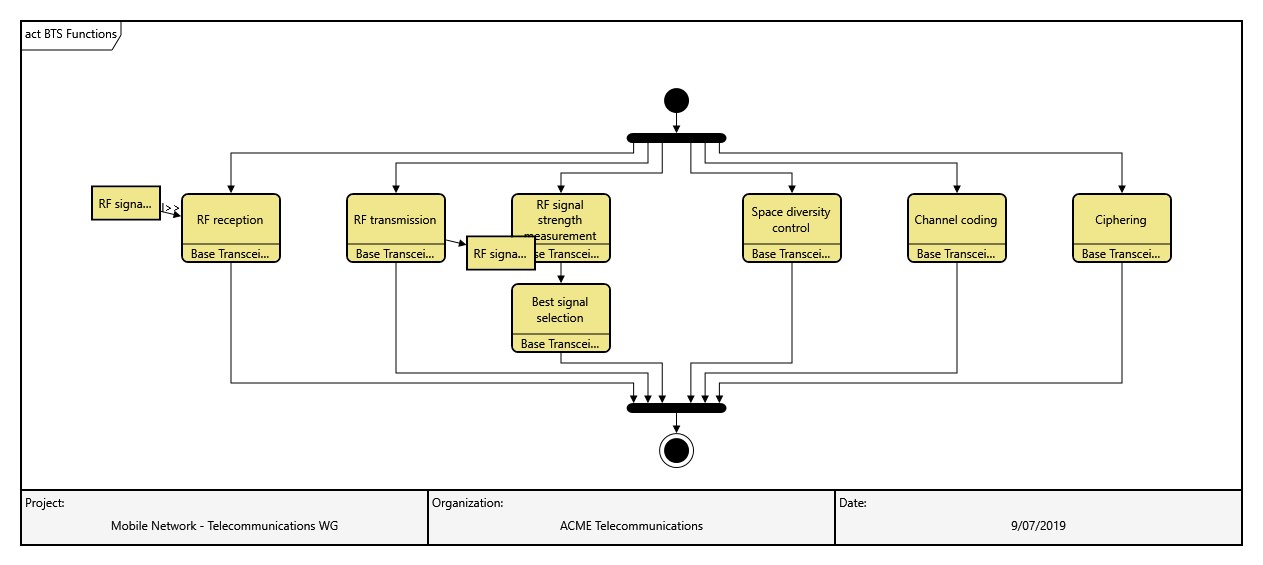 act BTS Functions
RF signa...
RF reception
Base Transcei...
RF transmission
Base Transcei...
RF signa...
RF signal
strength
measurement
Base Transcei...
Best signal
selection
Base Transcei...
Space diversity
control
Base Transcei...
Channel coding
Base Transcei...
Ciphering
Base Transcei...
Project:
Mobile Network - Telecommunications WG
Organization:
ACME Telecommunications
Date:
9/07/2019